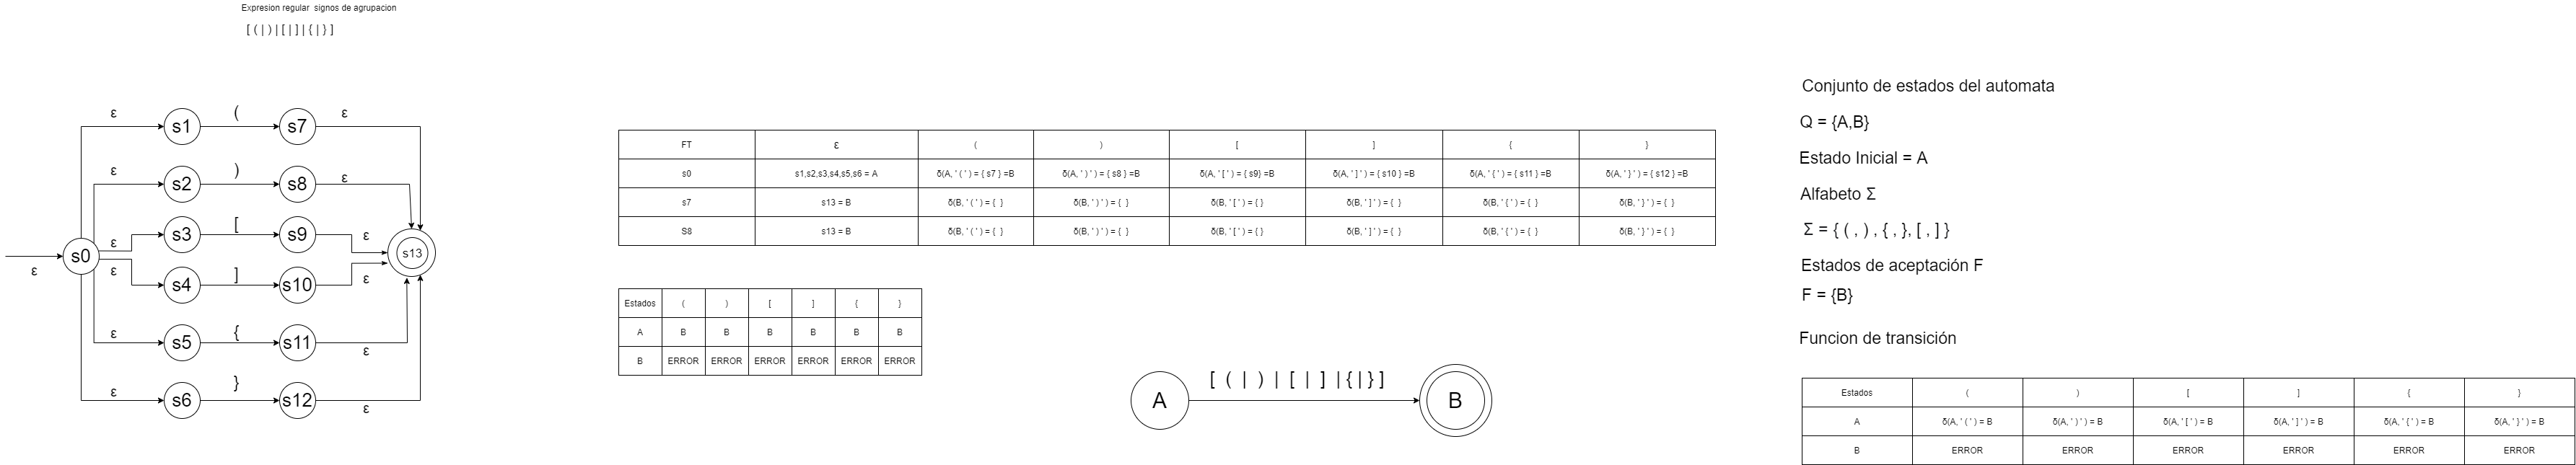 Expresion regular signos de agrupacion
[ ( | ) | [ | ] | { | } ]
ε s1 ( s7 ε
ε s2 ) s8 ε
ε s3 [ s9 ε
s0 s13
ε
ε s4 ] s10 ε
ε s5 { s11 ε
ε s6 } s12 ε
FT ε ( ) [ ] { }
s0 s1,s2,s3,s4,s5,s6 = A δ(A, ' ( ' ) = { s7 } =B δ(A, ' ) ' ) = { s8 } =B δ(A, ' [ ' ) = { s9} =B δ(A, ' ] ' ) = { s10 } =B δ(A, ' { ' ) = { s11 } =B δ(A, ' } ' ) = { s12 } =B
s7 s13 = B δ(B, ' ( ' ) = { } δ(B, ' ) ' ) = { } δ(B, ' [ ' ) = { } δ(B, ' ] ' ) = { } δ(B, ' { ' ) = { } δ(B, ' } ' ) = { }
S8 s13 = B δ(B, ' ( ' ) = { } δ(B, ' ) ' ) = { } δ(B, ' [ ' ) = { } δ(B, ' ] ' ) = { } δ(B, ' { ' ) = { } δ(B, ' } ' ) = { }
Estados ( ) [ ] { }
A B B B B B B
B ERROR ERROR ERROR ERROR ERROR ERROR
[ ( | ) | [ | ] | { | } ]
A B
Conjunto de estados del automata
Q = {A,B}
Estado Inicial = A
Alfabeto Σ
Σ = { ( , ) , { , }, [ , ] }
Estados de aceptación F
F = {B}
Funcion de transición
Estados ( ) [ ] { }
A δ(A, ' ( ' ) = B δ(A, ' ) ' ) = B δ(A, ' [ ' ) = B δ(A, ' ] ' ) = B δ(A, ' { ' ) = B δ(A, ' } ' ) = B
B ERROR ERROR ERROR ERROR ERROR ERROR